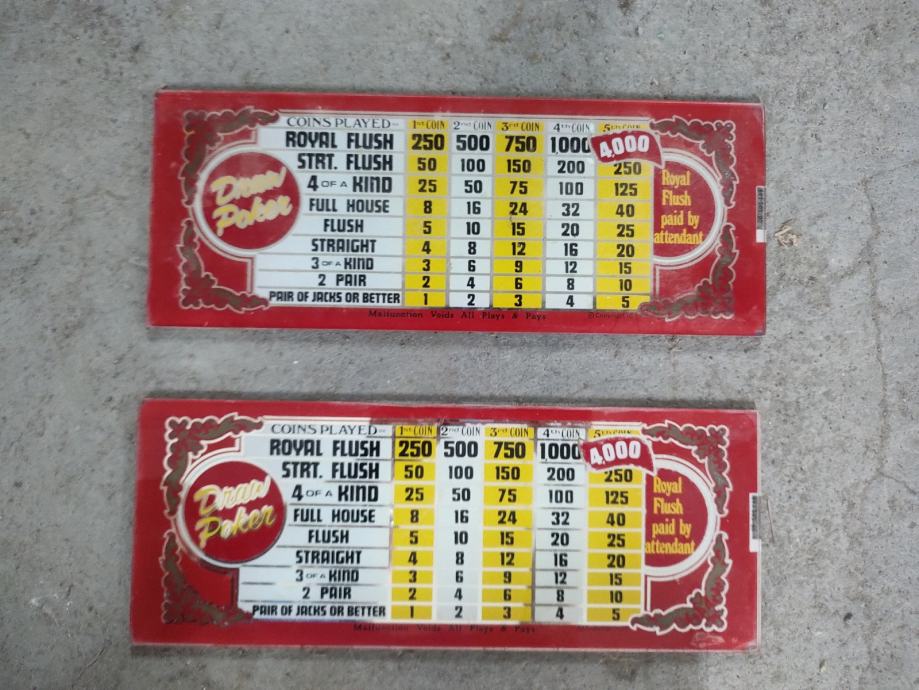 COINS PLAYED 1st COIN 2nd COIN 3rd COIN 4th COIN 5th COIN
ROYAL FLUSH 250 500 750 1000 4,000
STRT. FLUSH 50 100 150 200 250
4 OF A KIND 25 50 75 100 125
FULL HOUSE 8 16 24 32 40
FLUSH 5 10 15 20 25
STRAIGHT 4 8 12 16 20
3 OF A KIND 3 6 9 12 15
2 PAIR 2 4 6 8 10
PAIR OF JACKS OR BETTER 1 2 3 4 5
Draw
Poker
Royal
Flush
paid by
attendant
Malfunction Voids All Plays & Pays
COINS PLAYED 1st COIN 2nd COIN 3rd COIN 4th COIN 5th COIN
ROYAL FLUSH 250 500 750 1000 4,000
STRT. FLUSH 50 100 150 200 250
4 OF A KIND 25 50 75 100 125
FULL HOUSE 8 16 24 32 40
FLUSH 5 10 15 20 25
STRAIGHT 4 8 12 16 20
3 OF A KIND 3 6 9 12 15
2 PAIR 2 4 6 8 10
PAIR OF JACKS OR BETTER 1 2 3 4 5
Draw
Poker
Royal
Flush
paid by
attendant
Malfunction Voids All Plays & Pays